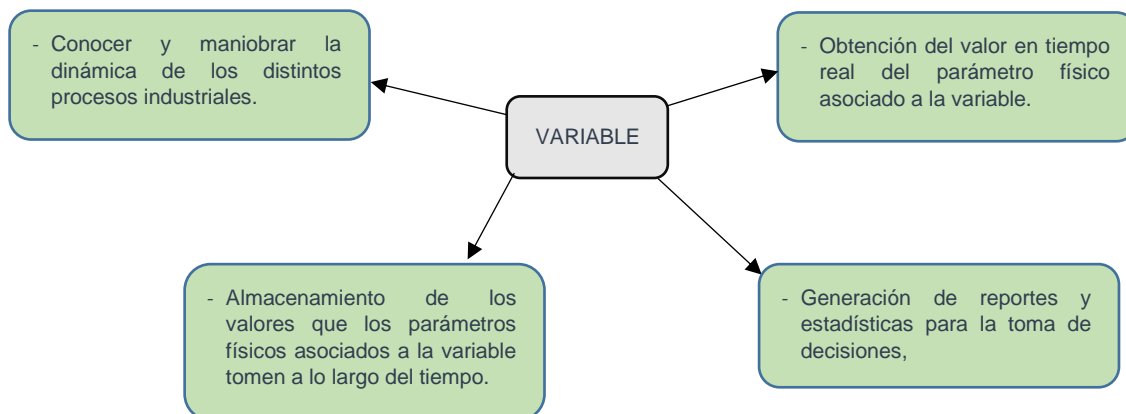 - Conocer y maniobrar la
dinámica de los distintos
procesos industriales.
- Obtención del valor en tiempo
real del parámetro físico
asociado a la variable.
VARIABLE
- Almacenamiento de los
valores que los parámetros
físicos asociados a la variable
tomen a lo largo del tiempo.
- Generación de reportes y
estadísticas para la toma de
decisiones,